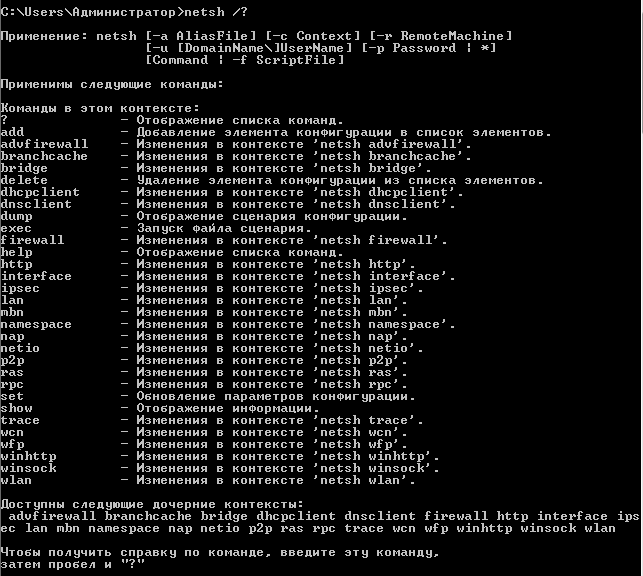 C:\Users\Администратор>netsh /?
Применение: netsh [-a AliasFile] [-c Context] [-r RemoteMachine]
[-u [DomainName\]UserName] [-p Password | *]
[Command | -f ScriptFile]
Применимы следующие команды:
Команды в этом контексте:
? - Отображение списка команд.
add - Добавление элемента конфигурации в список элементов.
advfirewall - Изменения в контексте 'netsh advfirewall'.
branchcache - Изменения в контексте 'netsh branchcache'.
bridge - Изменения в контексте 'netsh bridge'.
delete - Удаление элемента конфигурации из списка элементов.
dhcpclient - Изменения в контексте 'netsh dhcpclient'.
dnsclient - Изменения в контексте 'netsh dnsclient'.
dump - Отображение сценария конфигурации.
exec - Запуск файла сценария.
firewall - Изменения в контексте 'netsh firewall'.
help - Отображение списка команд.
http - Изменения в контексте 'netsh http'.
interface - Изменения в контексте 'netsh interface'.
ipsec - Изменения в контексте 'netsh ipsec'.
lan - Изменения в контексте 'netsh lan'.
mbn - Изменения в контексте 'netsh mbn'.
namespace - Изменения в контексте 'netsh namespace'.
nap - Изменения в контексте 'netsh nap'.
netio - Изменения в контексте 'netsh netio'.
p2p - Изменения в контексте 'netsh p2p'.
ras - Изменения в контексте 'netsh ras'.
rpc - Изменения в контексте 'netsh rpc'.
set - Обновление параметров конфигурации.
show - Отображение информации.
trace - Изменения в контексте 'netsh trace'.
wcn - Изменения в контексте 'netsh wcn'.
wfp - Изменения в контексте 'netsh wfp'.
winhttp - Изменения в контексте 'netsh winhttp'.
winsock - Изменения в контексте 'netsh winsock'.
wlan - Изменения в контексте 'netsh wlan'.
Доступны следующие дочерние контексты:
advfirewall branchcache bridge dhcpclient dnsclient firewall http interface ips
ec lan mbn namespace nap netio p2p ras rpc trace wcn wfp winhttp winsock wlan
Чтобы получить справку по команде, введите эту команду,
затем пробел и "?"